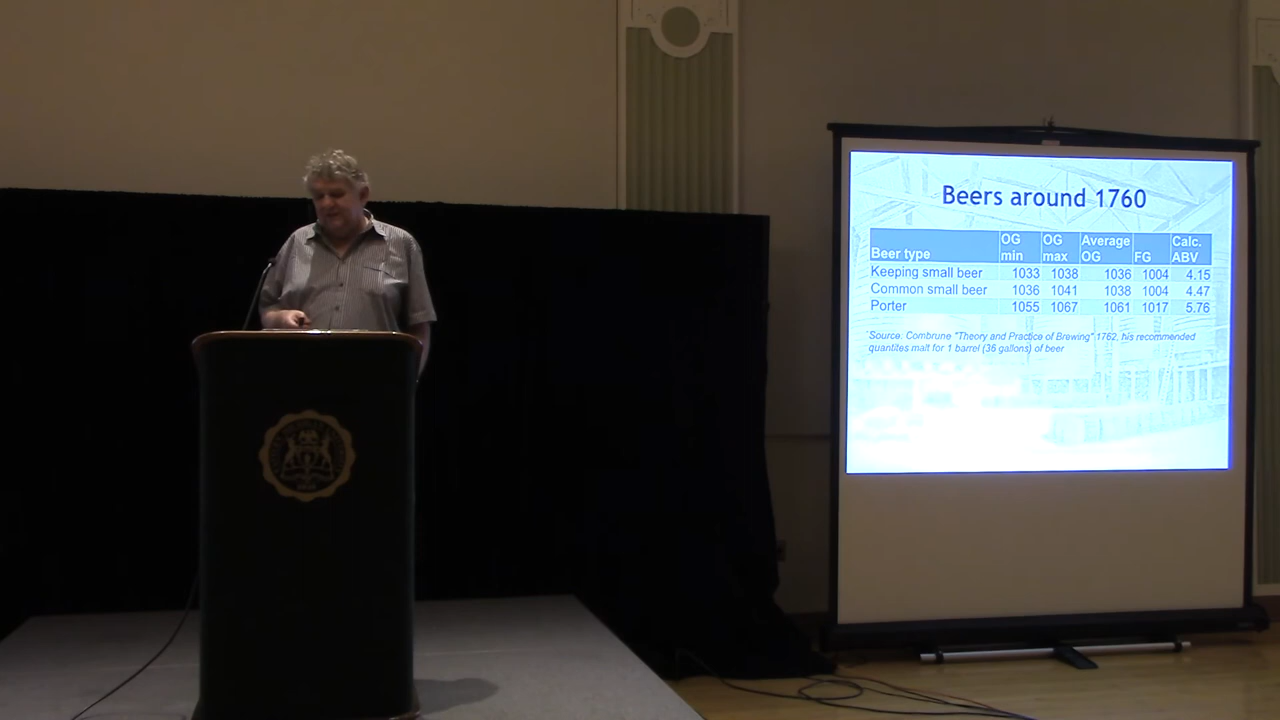 Beers around 1760
Beer type OG min OG max Average OG FG Calc. ABV
Keeping small beer 1033 1038 1036 1004 4.15
Common small beer 1036 1041 1038 1004 4.47
Porter 1055 1067 1061 1017 5.76
*Source: Combrune "Theory and Practice of Brewing" 1762, his recommended
quantites malt for 1 barrel (36 gallons) of beer